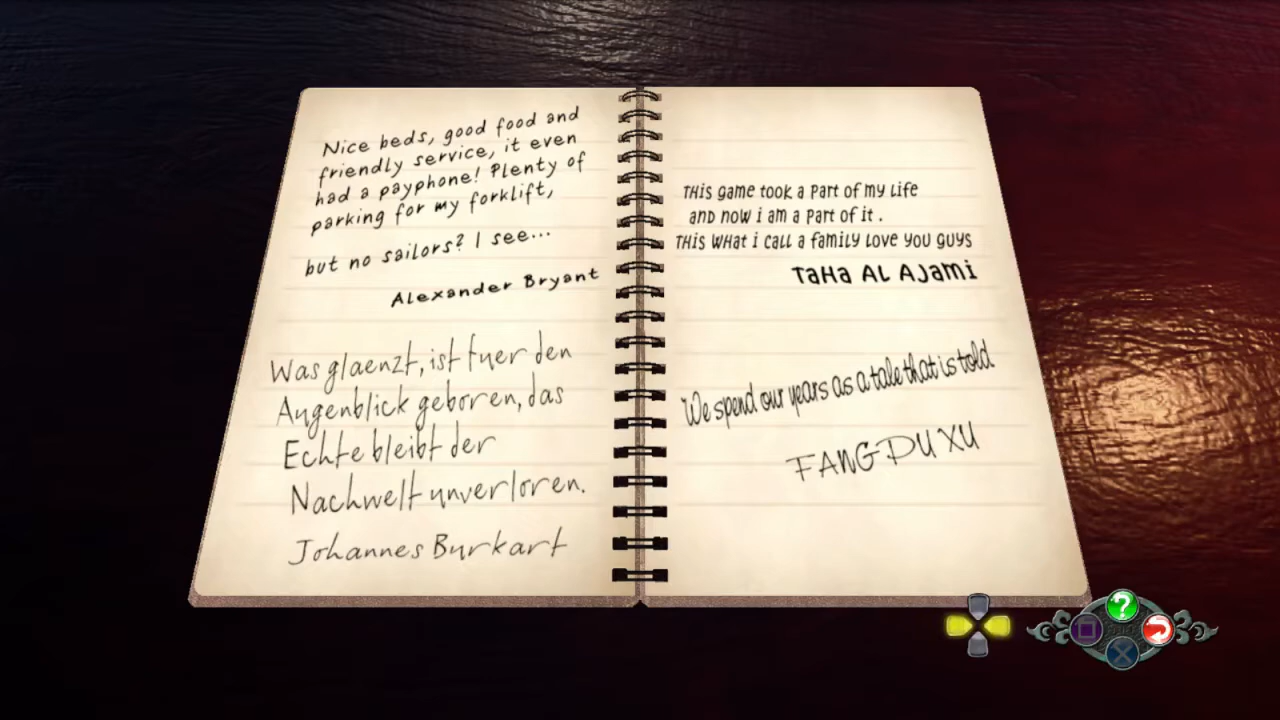 Nice beds, good food and
friendly service, it even
had a payphone! Plenty of
parking for my forklift,
but no sailors? I see...
Alexander Bryant
Was glaenzt, ist fuer den
Augenblick geboren, das
Echte bleibt der
Nachwelt unverloren.
Johannes Burkart
THis game took a part of my life
and now i am a part of it .
THis WHat i call a family love you guys
TaHa AL AJami
We spend our years as a tale that is told.
FANG DU XU
?